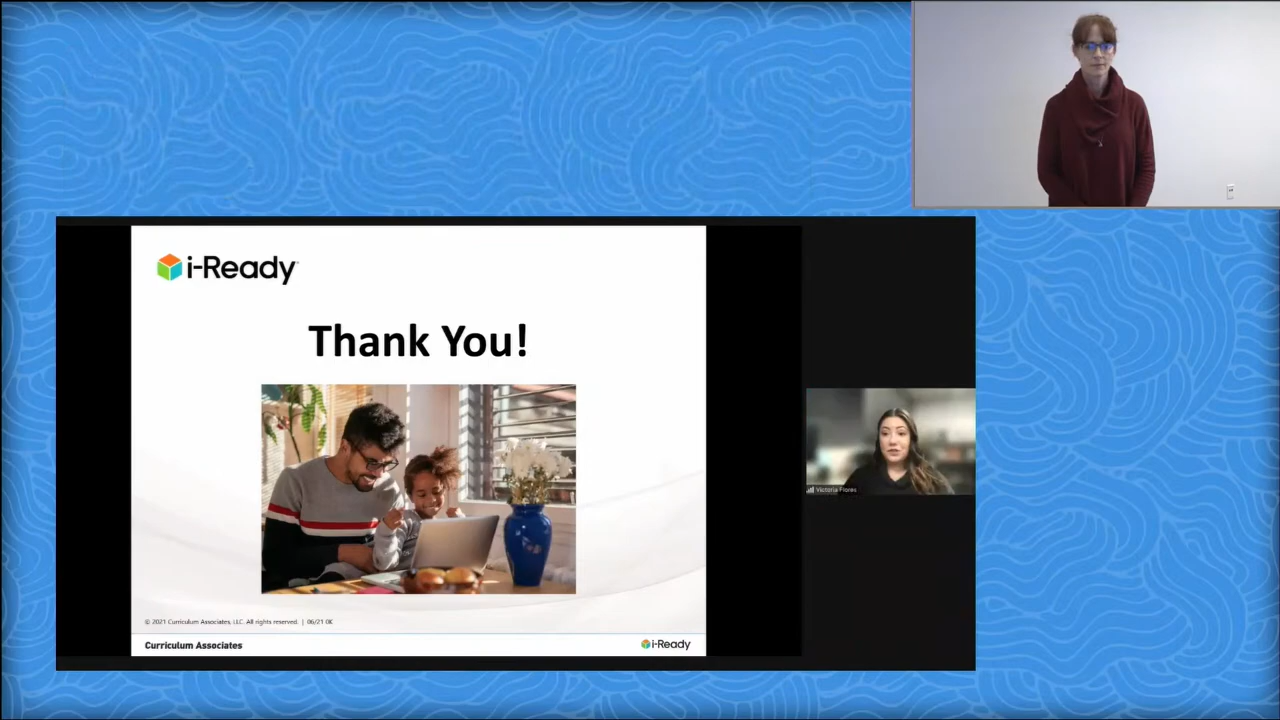 i-Ready
Thank You!
© 2021 Curriculum Associates, LLC. All rights reserved. | 06/21 0K
Curriculum Associates
i-Ready
Victoria Flores